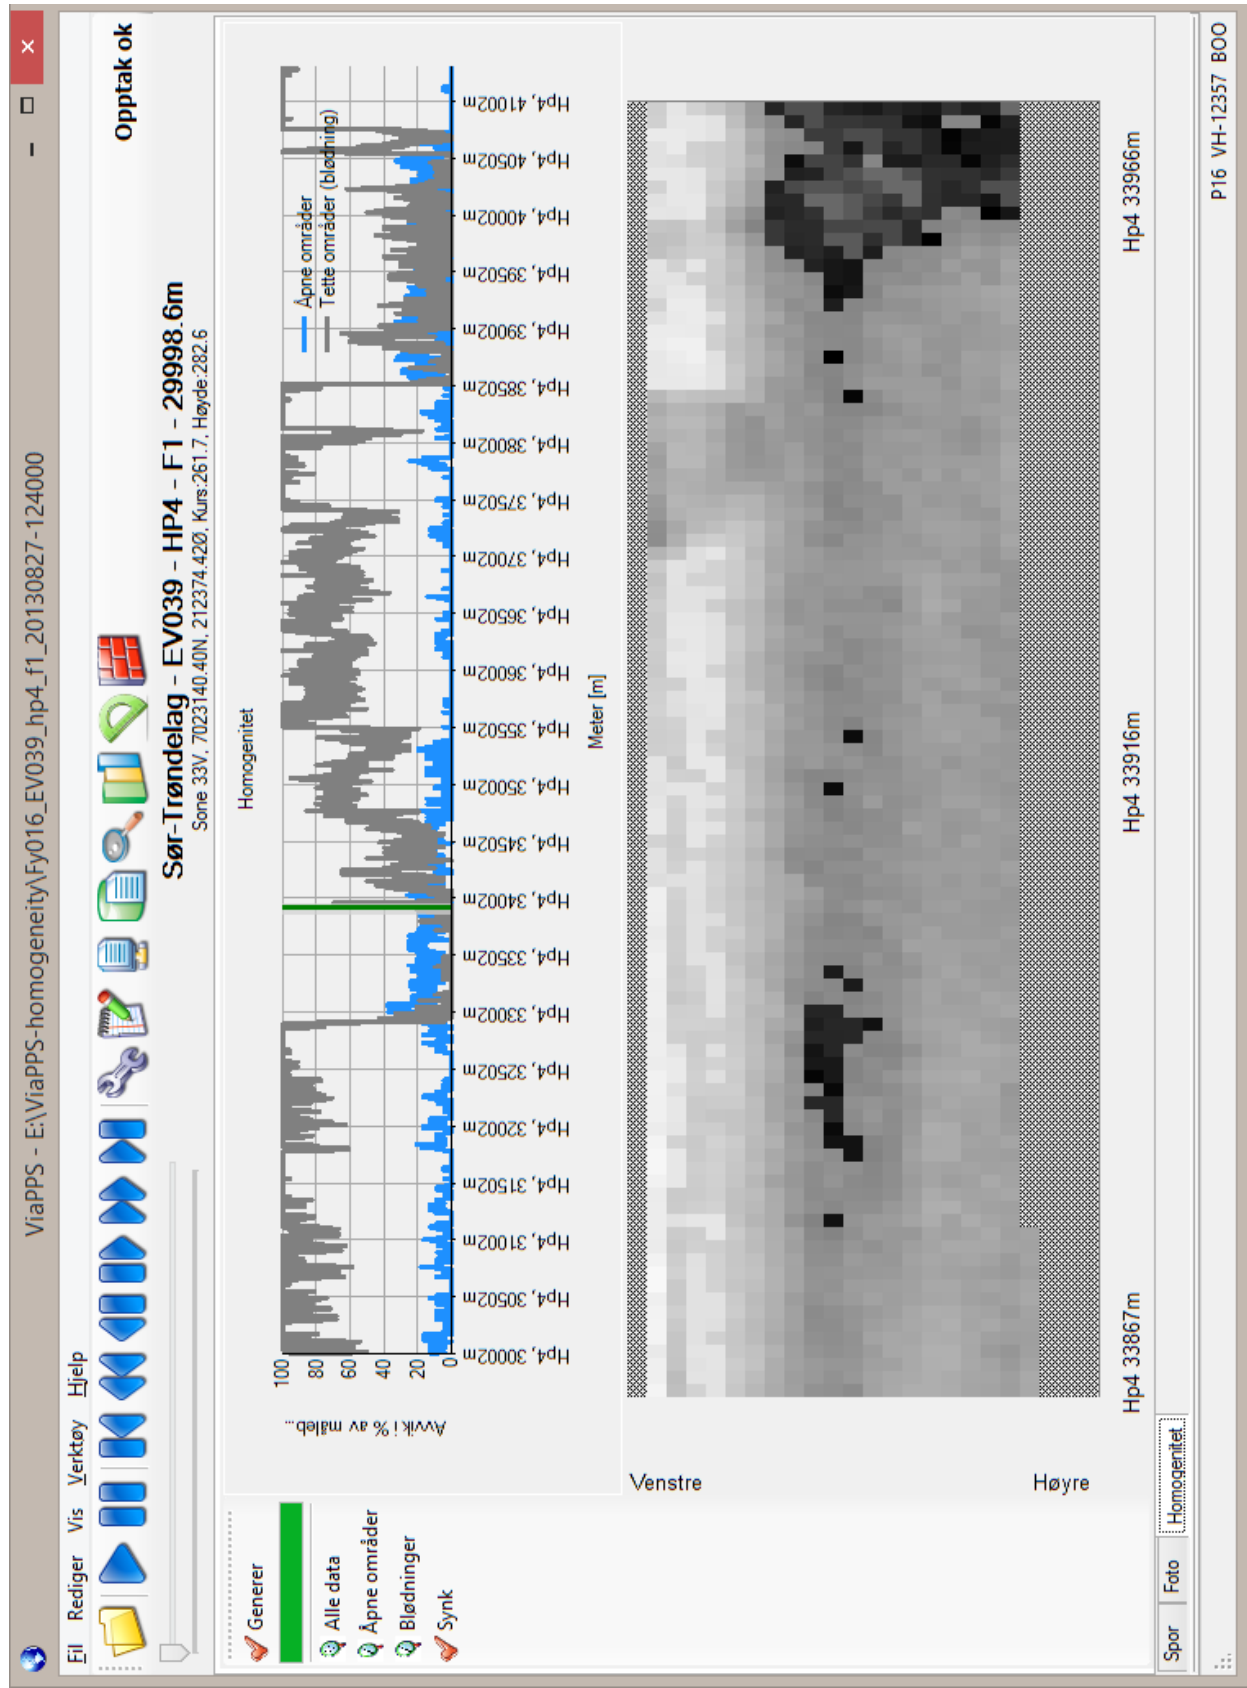 ViaPPS - E:\ViaPPS-homogeneity\Fy016_EV039_hp4_f1_20130827-124000
Fil Rediger Vis Verktøy Hjelp
Opptak ok
Sør-Trøndelag - EV039 - HP4 - F1 - 29998.6m
Sone 33V, 7023140.40N, 212374.42Ø, Kurs:261.7, Høyde:282.6
Generer
Alle data
Åpne områder
Blødninger
Synk
Homogenitet
Avvik i % av måleb...
100
80
60
40
20
0
Åpne områder
Tette områder (blødning)
Hp4, 30002m
Hp4, 30502m
Hp4, 31002m
Hp4, 31502m
Hp4, 32002m
Hp4, 32502m
Hp4, 33002m
Hp4, 33502m
Hp4, 34002m
Hp4, 34502m
Hp4, 35002m
Hp4, 35502m
Hp4, 36002m
Hp4, 36502m
Hp4, 37002m
Hp4, 37502m
Hp4, 38002m
Hp4, 38502m
Hp4, 39002m
Hp4, 39502m
Hp4, 40002m
Hp4, 40502m
Hp4, 41002m
Meter [m]
Venstre
Høyre
Hp4 33867m
Hp4 33916m
Hp4 33966m
Spor Foto Homogenitet
P16 VH-12357 BOO